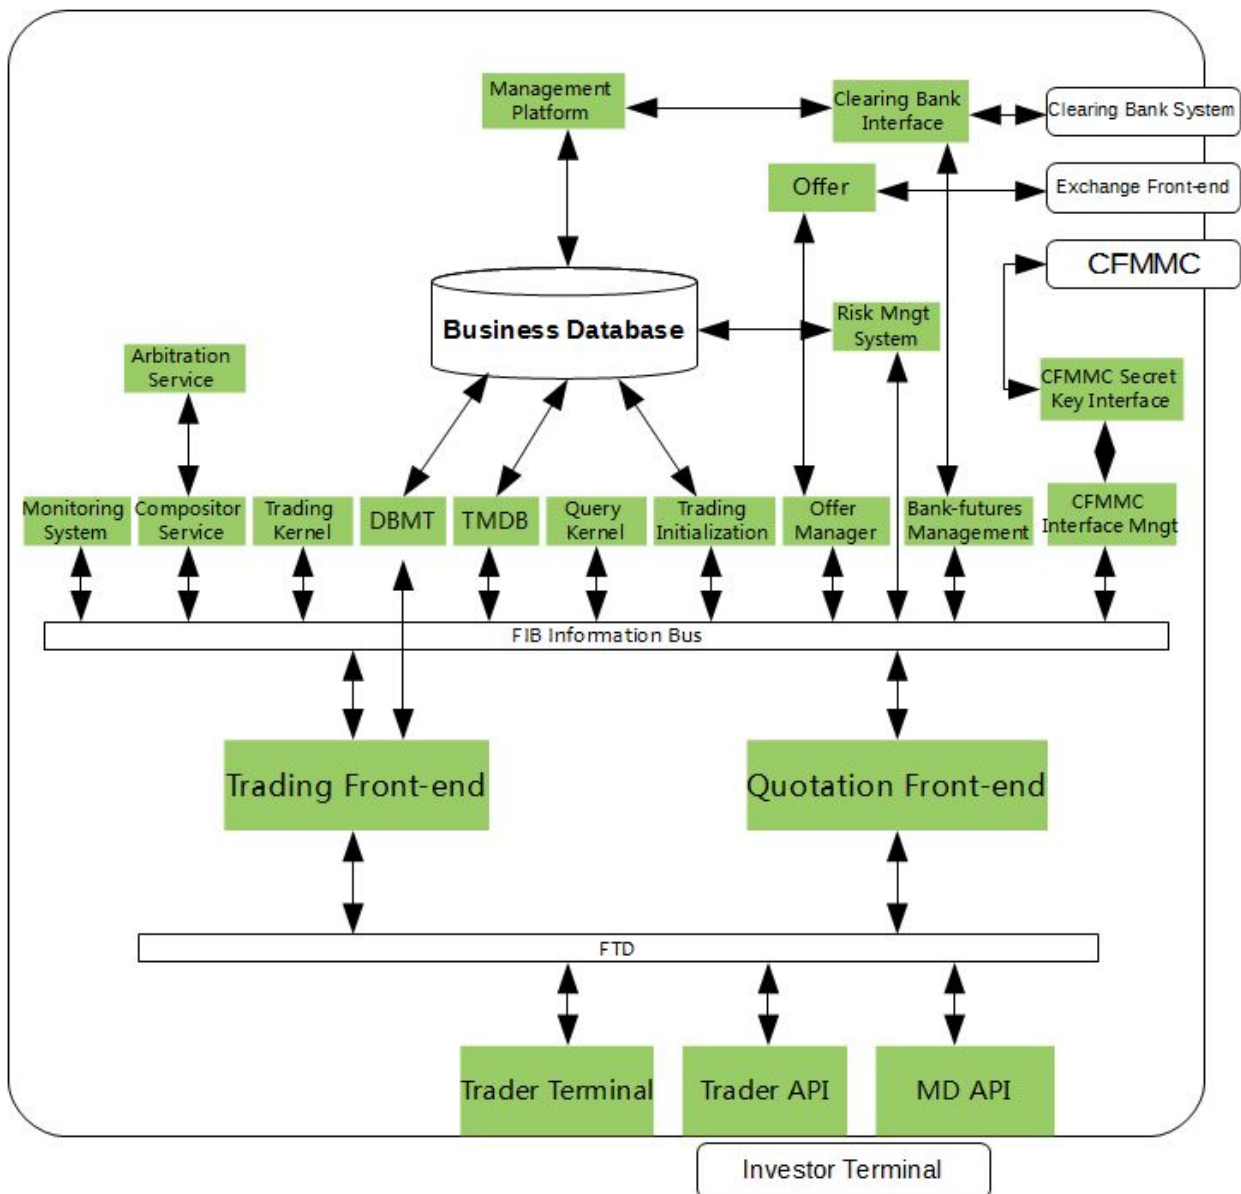 Management
Platform
Clearing Bank
Interface
Clearing Bank System
Offer
Exchange Front-end
CFMMC
Business Database
Risk Mngt
System
Arbitration
Service
CFMMC Secret
Key Interface
Monitoring
System
Compositor
Service
Trading
Kernel
DBMT
TMDB
Query
Kernel
Trading
Initialization
Offer
Manager
Bank-futures
Management
CFMMC
Interface Mngt
FIB Information Bus
Trading Front-end
Quotation Front-end
FTD
Trader Terminal
Trader API
MD API
Investor Terminal